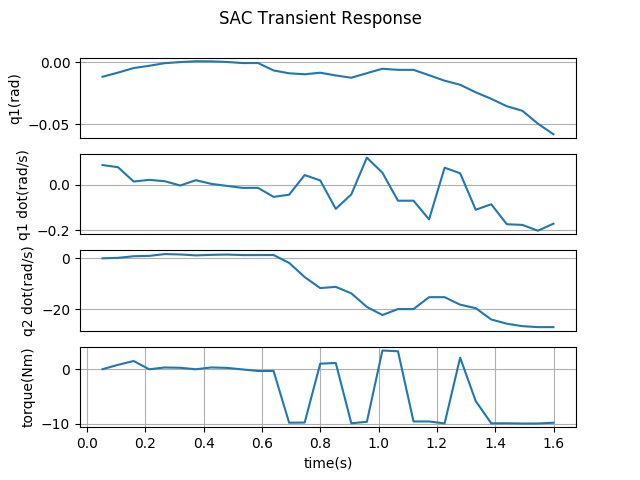 SAC Transient Response
q1(rad)
0.00
−0.05
q1 dot(rad/s)
0.0
−0.2
q2 dot(rad/s)
0
−20
torque(Nm)
0
−10
0.0 0.2 0.4 0.6 0.8 1.0 1.2 1.4 1.6
time(s)